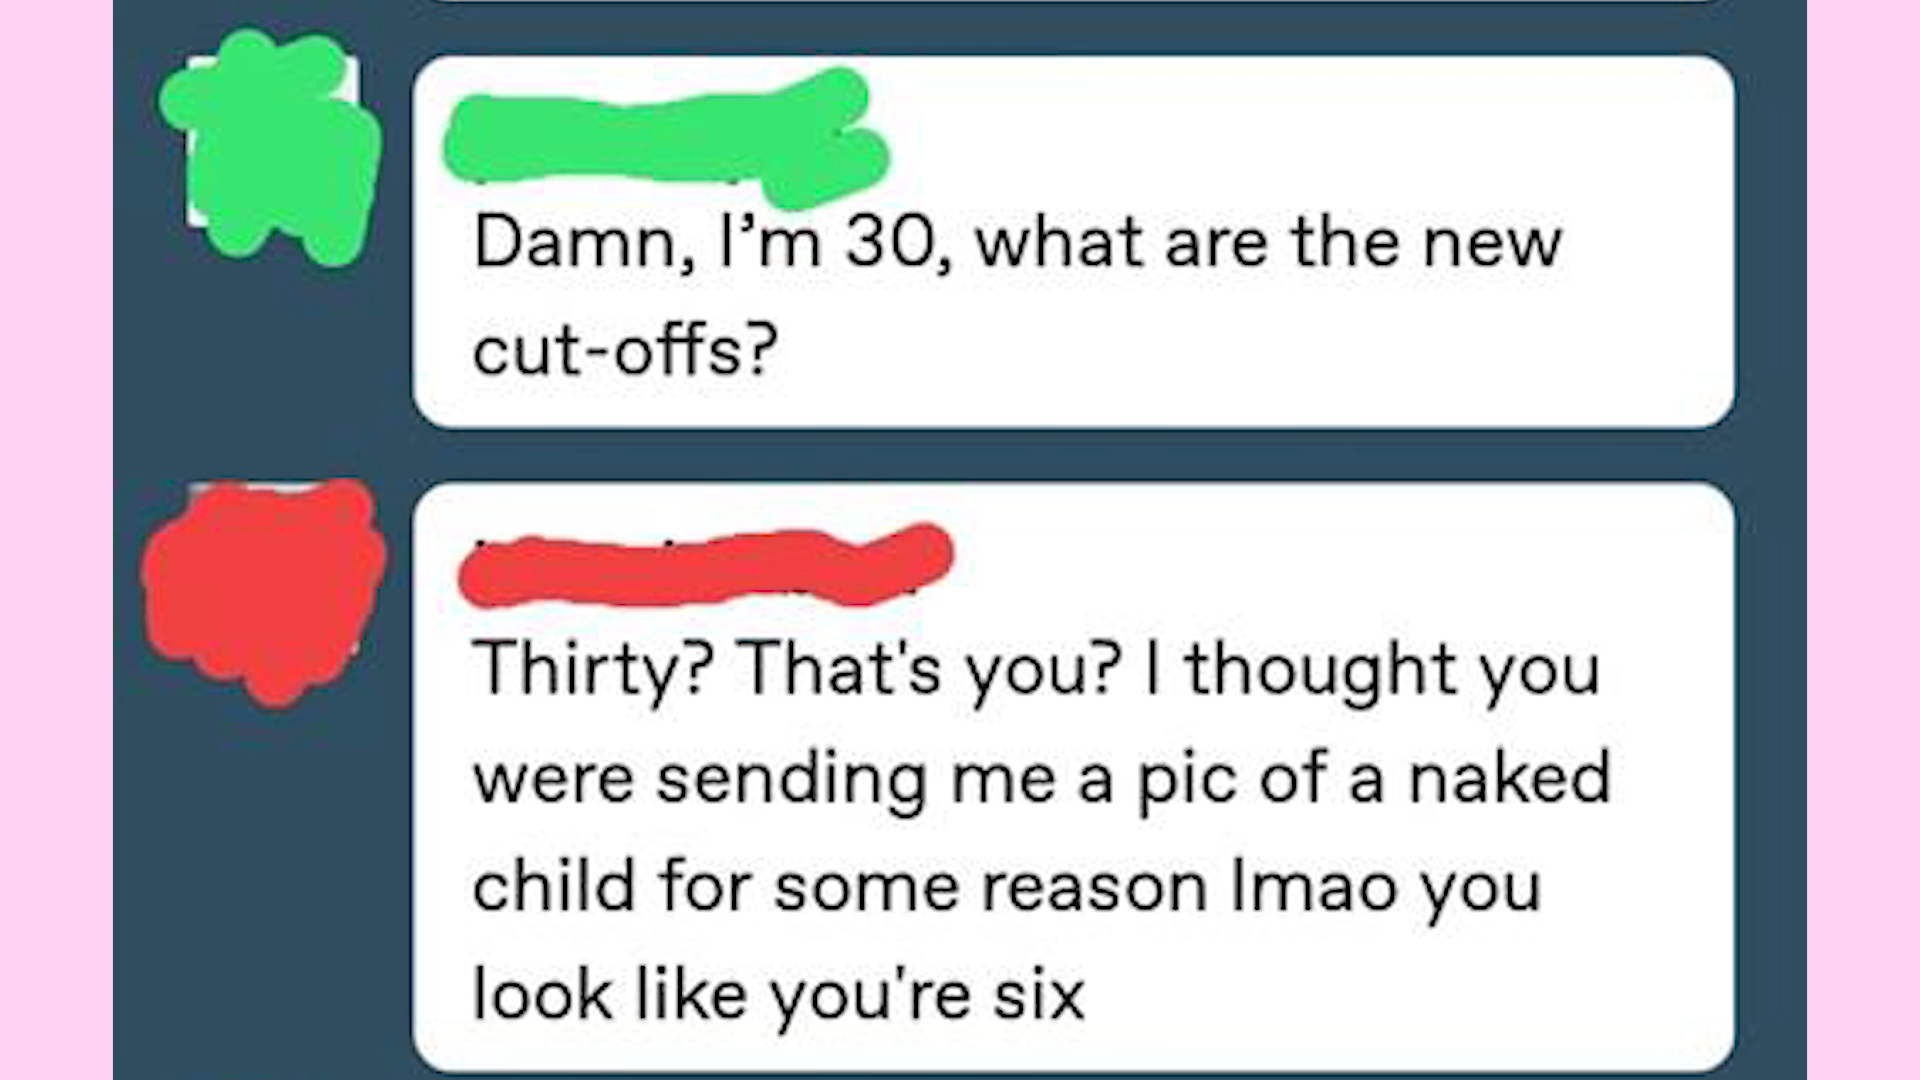 Damn, I’m 30, what are the new
cut-offs?
Thirty? That's you? I thought you
were sending me a pic of a naked
child for some reason lmao you
look like you're six